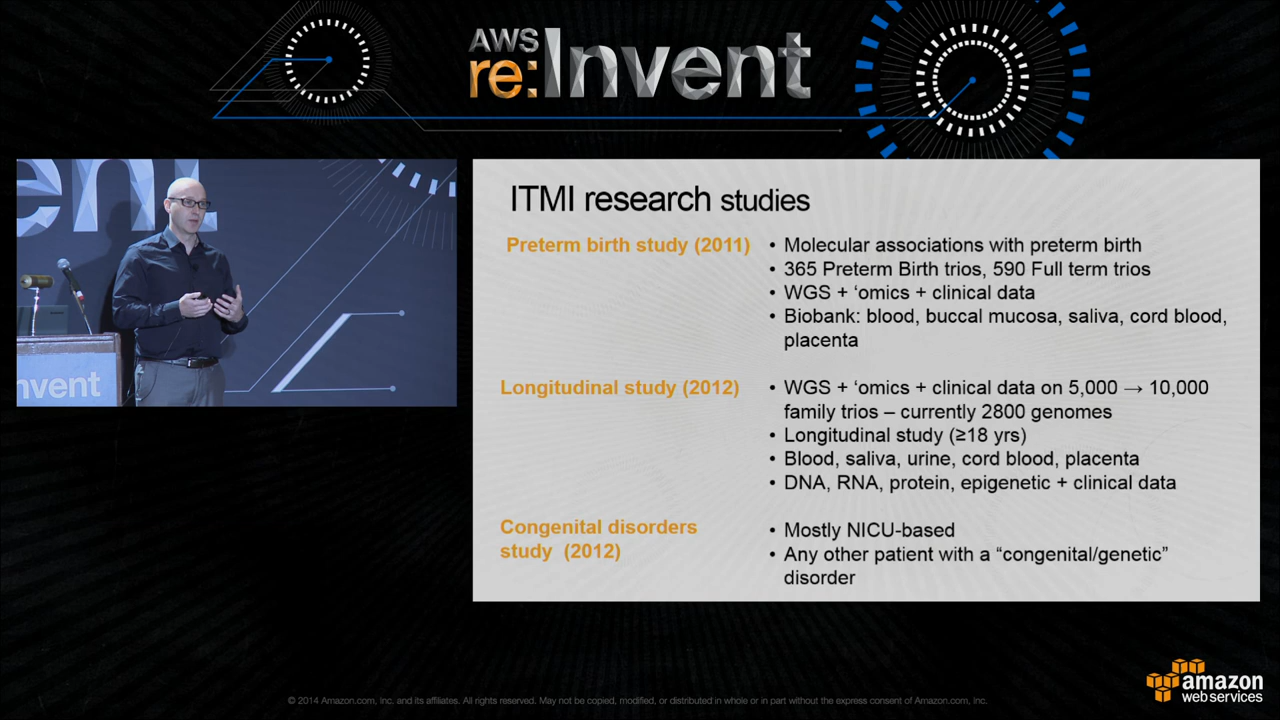 AWS
re:Invent
ent
nvent
ITMI research studies
Preterm birth study (2011)
• Molecular associations with preterm birth
• 365 Preterm Birth trios, 590 Full term trios
• WGS + ‘omics + clinical data
• Biobank: blood, buccal mucosa, saliva, cord blood,
placenta
Longitudinal study (2012)
• WGS + ‘omics + clinical data on 5,000 → 10,000
family trios – currently 2800 genomes
• Longitudinal study (≥18 yrs)
• Blood, saliva, urine, cord blood, placenta
• DNA, RNA, protein, epigenetic + clinical data
Congenital disorders
study (2012)
• Mostly NICU-based
• Any other patient with a “congenital/genetic”
disorder
© 2014 Amazon.com, Inc. and its affiliates. All rights reserved. May not be copied, modified, or distributed in whole or in part without the express consent of Amazon.com, Inc.
amazon
web services